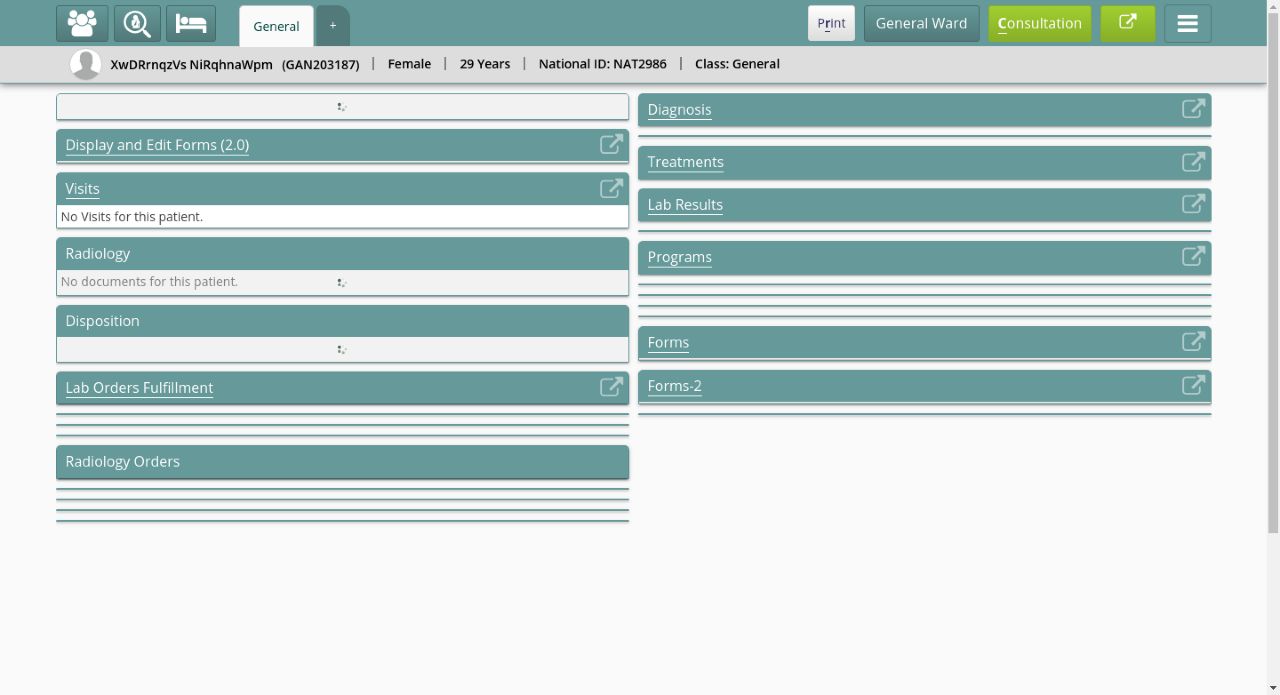 General
+
Print
General Ward
Consultation
XwDRrnqzVs NiRqhnaWpm (GAN203187) | Female | 29 Years | National ID: NAT2986 | Class: General
Display and Edit Forms (2.0)
Visits
No Visits for this patient.
Radiology
No documents for this patient.
Disposition
Lab Orders Fulfillment
Radiology Orders
Diagnosis
Treatments
Lab Results
Programs
Forms
Forms-2